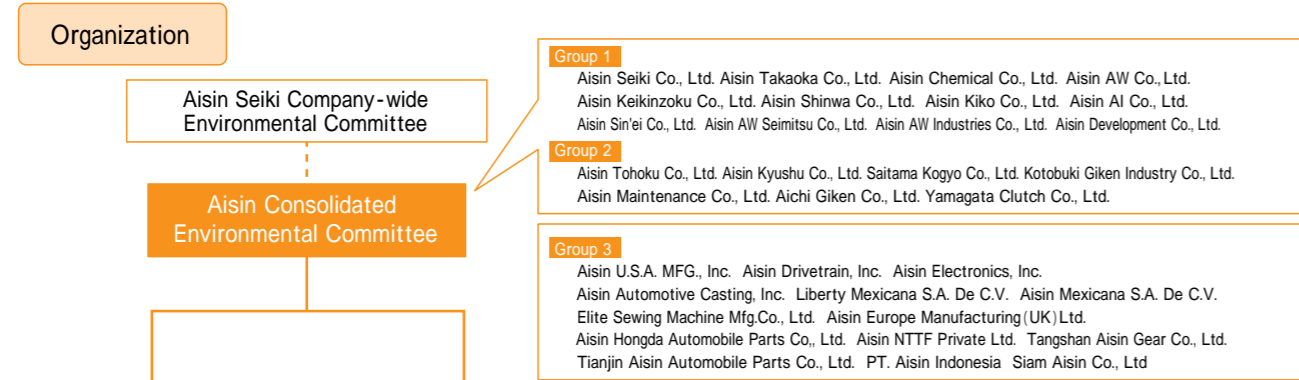 Organization
Aisin Seiki Company-wide
Environmental Committee
Aisin Consolidated
Environmental Committee
Group 1
Aisin Seiki Co., Ltd. Aisin Takaoka Co., Ltd. Aisin Chemical Co., Ltd. Aisin AW Co., Ltd.
Aisin Keikinzoku Co., Ltd. Aisin Shinwa Co., Ltd. Aisin Kiko Co., Ltd. Aisin AI Co., Ltd.
Aisin Sin'ei Co., Ltd. Aisin AW Seimitsu Co., Ltd. Aisin AW Industries Co., Ltd. Aisin Development Co., Ltd.
Group 2
Aisin Tohoku Co., Ltd. Aisin Kyushu Co., Ltd. Saitama Kogyo Co., Ltd. Kotobuki Giken Industry Co., Ltd.
Aisin Maintenance Co., Ltd. Aichi Giken Co., Ltd. Yamagata Clutch Co., Ltd.
Group 3
Aisin U.S.A. MFG., Inc. Aisin Drivetrain, Inc. Aisin Electronics, Inc.
Aisin Automotive Casting, Inc. Liberty Mexicana S.A. De C.V. Aisin Mexicana S.A. De C.V.
Elite Sewing Machine Mfg.Co., Ltd. Aisin Europe Manufacturing(UK)Ltd.
Aisin Hongda Automobile Parts Co,, Ltd. Aisin NTTF Private Ltd. Tangshan Aisin Gear Co., Ltd.
Tianjin Aisin Automobile Parts Co., Ltd. PT. Aisin Indonesia Siam Aisin Co., Ltd